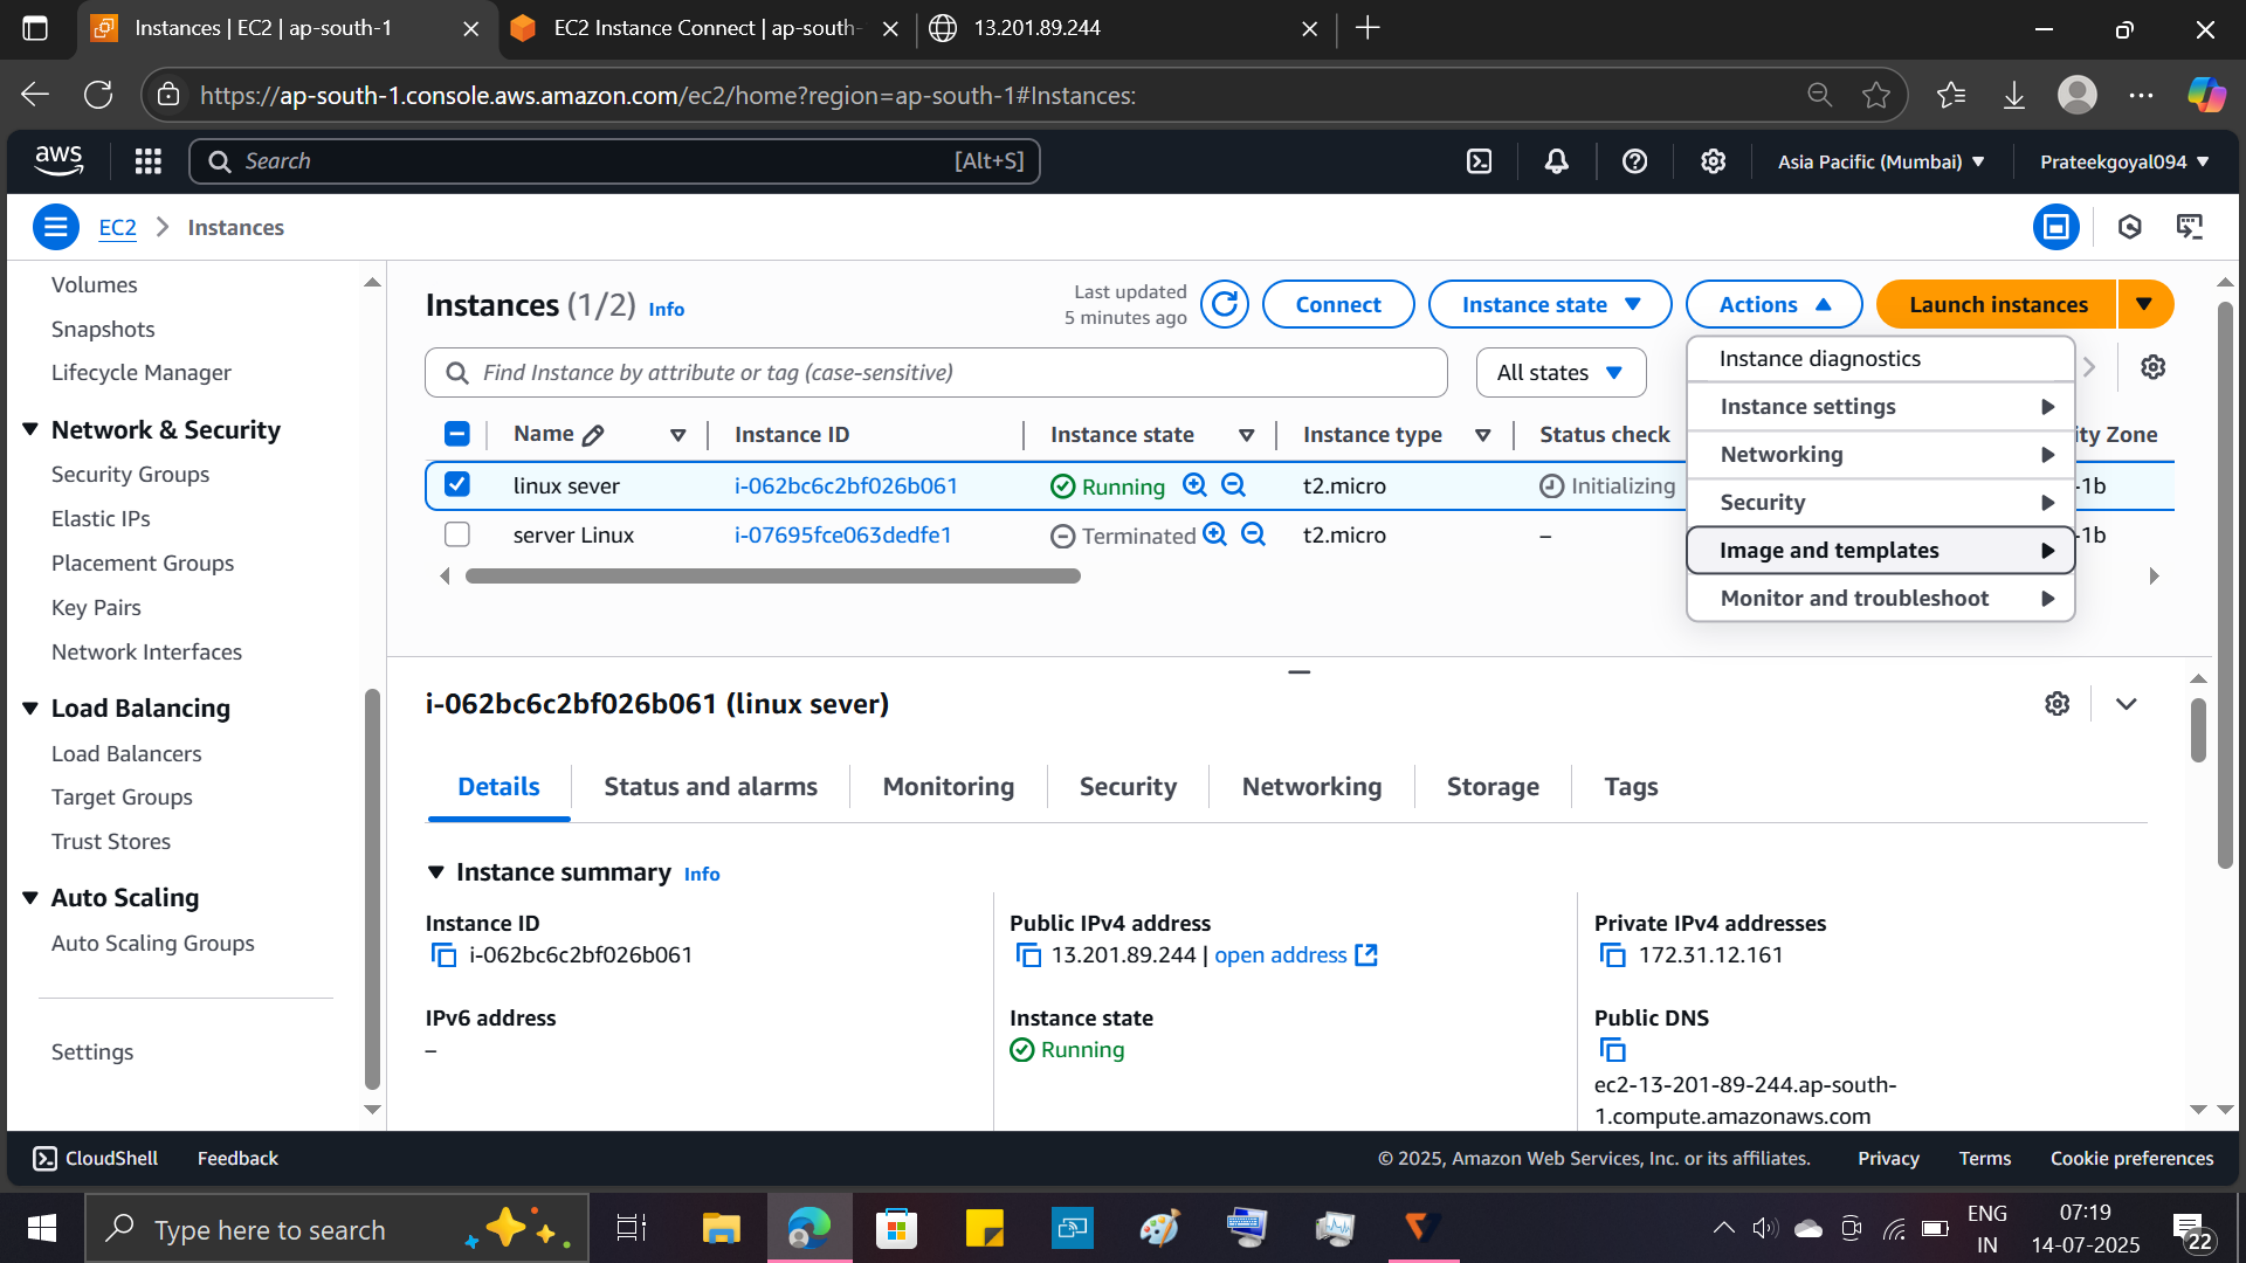 Instances | EC2 | ap-south-1
EC2 Instance Connect | ap-south-
13.201.89.244
https://ap-south-1.console.aws.amazon.com/ec2/home?region=ap-south-1#Instances:
aws
Search
[Alt+S]
Asia Pacific (Mumbai)
Prateekgoyal094
EC2
Instances
Volumes
Snapshots
Lifecycle Manager
Network & Security
Security Groups
Elastic IPs
Placement Groups
Key Pairs
Network Interfaces
Load Balancing
Load Balancers
Target Groups
Trust Stores
Auto Scaling
Auto Scaling Groups
Settings
Instances (1/2) Info
Last updated
5 minutes ago
Connect
Instance state
Actions
Launch instances
Find Instance by attribute or tag (case-sensitive)
All states
Instance diagnostics
Instance settings
Networking
Security
Image and templates
Monitor and troubleshoot
Name Instance ID Instance state Instance type Status check ity Zone
linux sever i-062bc6c2bf026b061 Running t2.micro Initializing -1b
server Linux i-07695fce063dedfe1 Terminated t2.micro – -1b
i-062bc6c2bf026b061 (linux sever)
Details Status and alarms Monitoring Security Networking Storage Tags
Instance summary Info
Instance ID
i-062bc6c2bf026b061
Public IPv4 address
13.201.89.244 | open address
Private IPv4 addresses
172.31.12.161
IPv6 address
–
Instance state
Running
Public DNS
ec2-13-201-89-244.ap-south-
1.compute.amazonaws.com
CloudShell
Feedback
© 2025, Amazon Web Services, Inc. or its affiliates.
Privacy
Terms
Cookie preferences
Type here to search
ENG
IN
07:19
14-07-2025
22